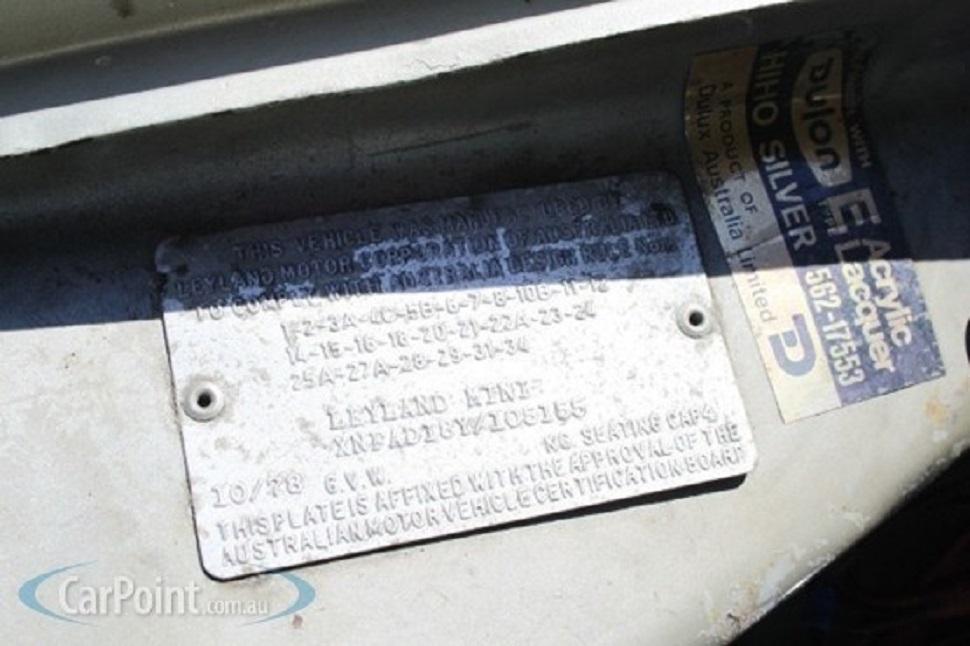 THIS VEHICLE WAS MANUFACTURED BY
LEYLAND MOTOR CORPORATION OF AUSTRALIA LTD
TO COMPLY WITH AUSTRALIAN DESIGN RULE NOS.
2-3A-4C-5B-6-7-8-10B-11-12
14-15-16-18-20-21-22A-23-24
25A-27A-28-29-31-34
LEYLAND MINI
10/78 G.V.W. NO. SEATING CAP 4
THIS PLATE IS AFFIXED WITH THE APPROVAL OF THE
AUSTRALIAN MOTOR VEHICLE CERTIFICATION BOARD
WITH
Dulon
Acrylic
Lacquer
SILVER 562-17553
A PRODUCT OF
Dulux Australia Limited
CarPoint.com.au